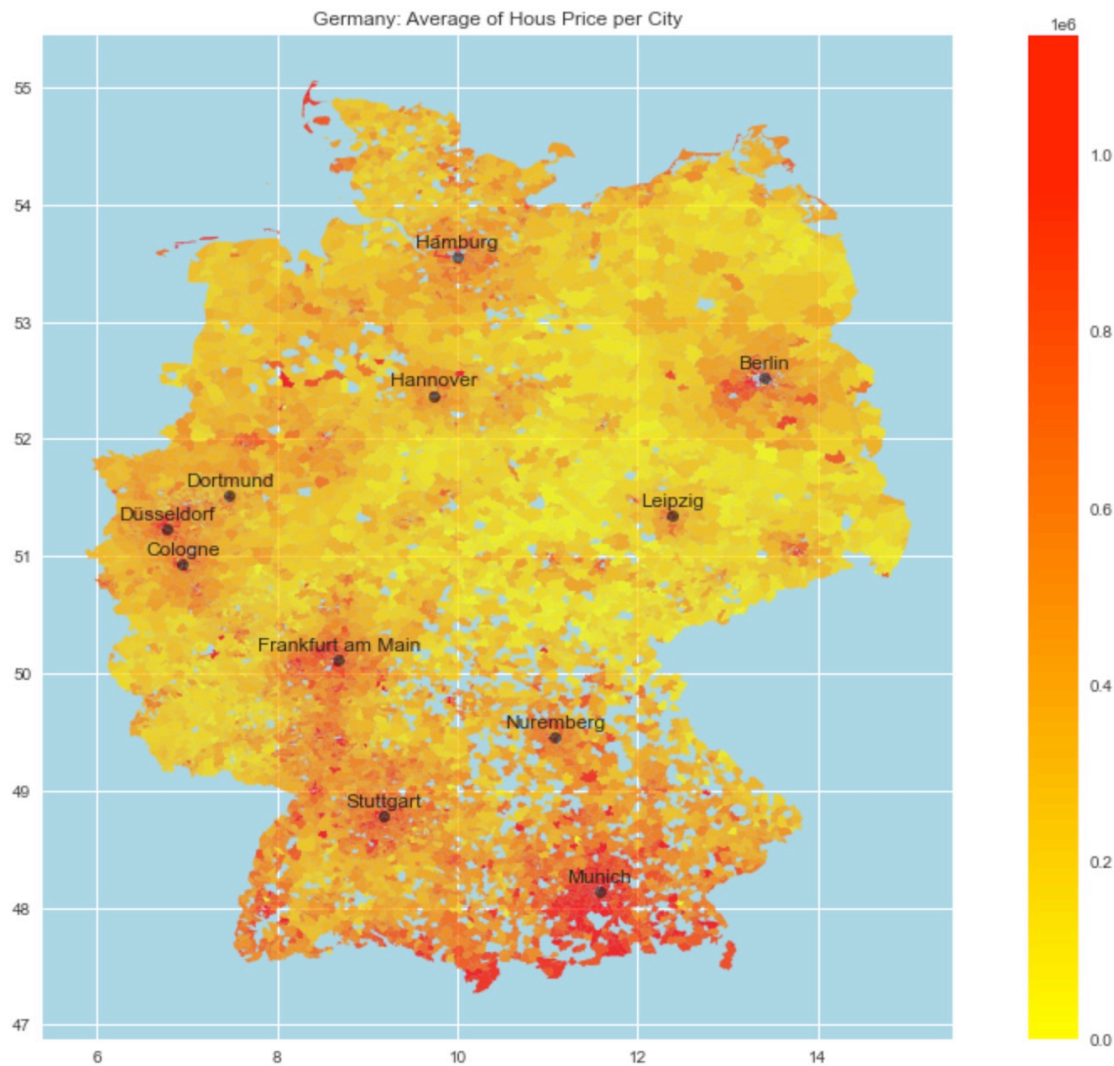 Germany: Average of Hous Price per City
1e6
55
54
53
52
51
50
49
48
47
6
8
10
12
14
Hamburg
Berlin
Hannover
Dortmund
Düsseldorf
Cologne
Leipzig
Frankfurt am Main
Nuremberg
Stuttgart
Munich
1.0
0.8
0.6
0.4
0.2
0.0